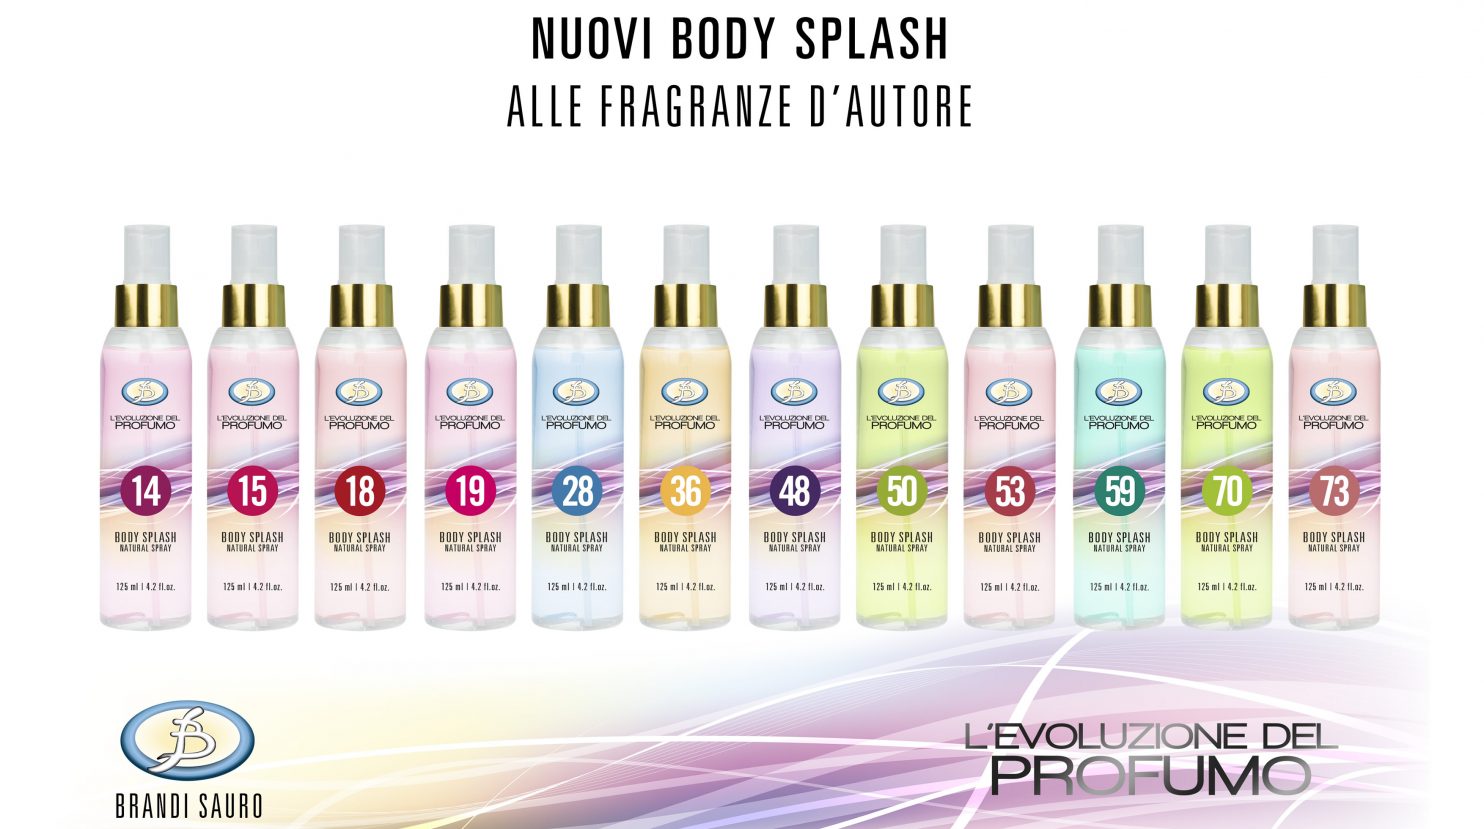 NUOVI BODY SPLASH
ALLE FRAGRANZE D'AUTORE
L'EVOLUZIONE DEL
PROFUMO
14
BODY SPLASH
NATURAL SPRAY
125 ml | 4.2 fl.oz.
L'EVOLUZIONE DEL
PROFUMO
15
BODY SPLASH
NATURAL SPRAY
125 ml | 4.2 fl.oz.
L'EVOLUZIONE DEL
PROFUMO
18
BODY SPLASH
NATURAL SPRAY
125 ml | 4.2 fl.oz.
L'EVOLUZIONE DEL
PROFUMO
19
BODY SPLASH
NATURAL SPRAY
125 ml | 4.2 fl.oz.
L'EVOLUZIONE DEL
PROFUMO
28
BODY SPLASH
NATURAL SPRAY
125 ml | 4.2 fl.oz.
L'EVOLUZIONE DEL
PROFUMO
36
BODY SPLASH
NATURAL SPRAY
125 ml | 4.2 fl.oz.
L'EVOLUZIONE DEL
PROFUMO
48
BODY SPLASH
NATURAL SPRAY
125 ml | 4.2 fl.oz.
L'EVOLUZIONE DEL
PROFUMO
50
BODY SPLASH
NATURAL SPRAY
125 ml | 4.2 fl.oz.
L'EVOLUZIONE DEL
PROFUMO
53
BODY SPLASH
NATURAL SPRAY
125 ml | 4.2 fl.oz.
L'EVOLUZIONE DEL
PROFUMO
59
BODY SPLASH
NATURAL SPRAY
125 ml | 4.2 fl.oz.
L'EVOLUZIONE DEL
PROFUMO
70
BODY SPLASH
NATURAL SPRAY
125 ml | 4.2 fl.oz.
L'EVOLUZIONE DEL
PROFUMO
73
BODY SPLASH
NATURAL SPRAY
125 ml | 4.2 fl.oz.
B
BRANDI SAURO
L'EVOLUZIONE DEL
PROFUMO